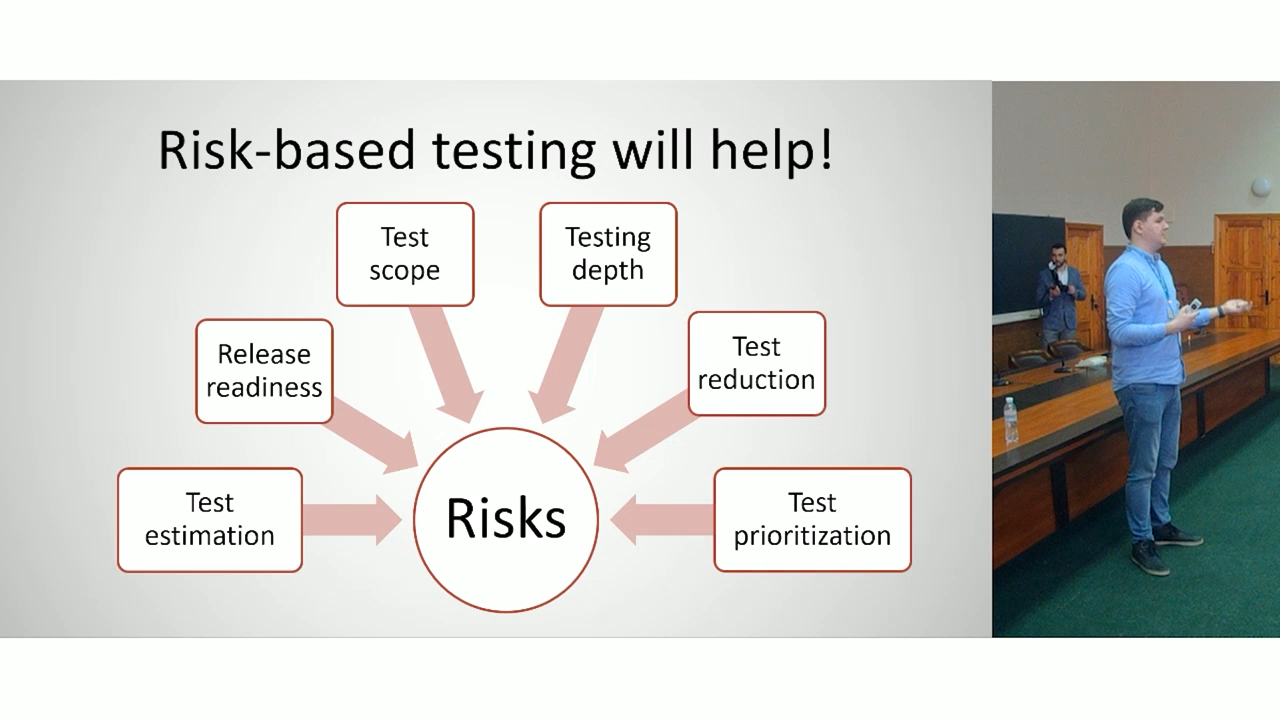 Risk-based testing will help!
Test
scope
Testing
depth
Release
readiness
Test
reduction
Test
estimation
Risks
Test
prioritization